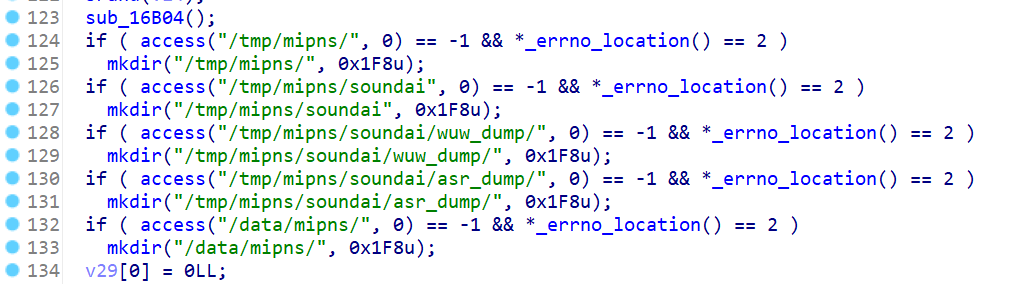 123 sub_16B04();
124 if ( access("/tmp/mipns/", 0) == -1 && *_errno_location() == 2 )
125 mkdir("/tmp/mipns/", 0x1F8u);
126 if ( access("/tmp/mipns/soundai", 0) == -1 && *_errno_location() == 2 )
127 mkdir("/tmp/mipns/soundai", 0x1F8u);
128 if ( access("/tmp/mipns/soundai/wuw_dump/", 0) == -1 && *_errno_location() == 2 )
129 mkdir("/tmp/mipns/soundai/wuw_dump/", 0x1F8u);
130 if ( access("/tmp/mipns/soundai/asr_dump/", 0) == -1 && *_errno_location() == 2 )
131 mkdir("/tmp/mipns/soundai/asr_dump/", 0x1F8u);
132 if ( access("/data/mipns/", 0) == -1 && *_errno_location() == 2 )
133 mkdir("/data/mipns/", 0x1F8u);
134 v29[0] = 0LL;